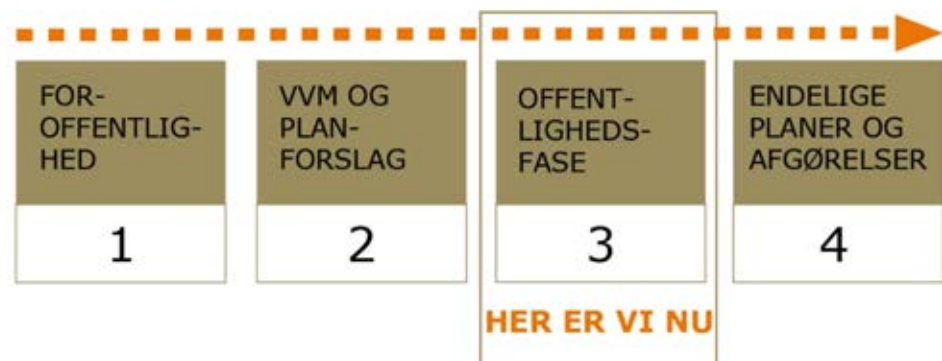 FOR-
OFFENTLIG-
HED
1
VVM OG
PLAN-
FORSLAG
2
OFFENT-
LIGHEDS-
FASE
3
HER ER VI NU
ENDELIGE
PLANER OG
AFGØRELSER
4